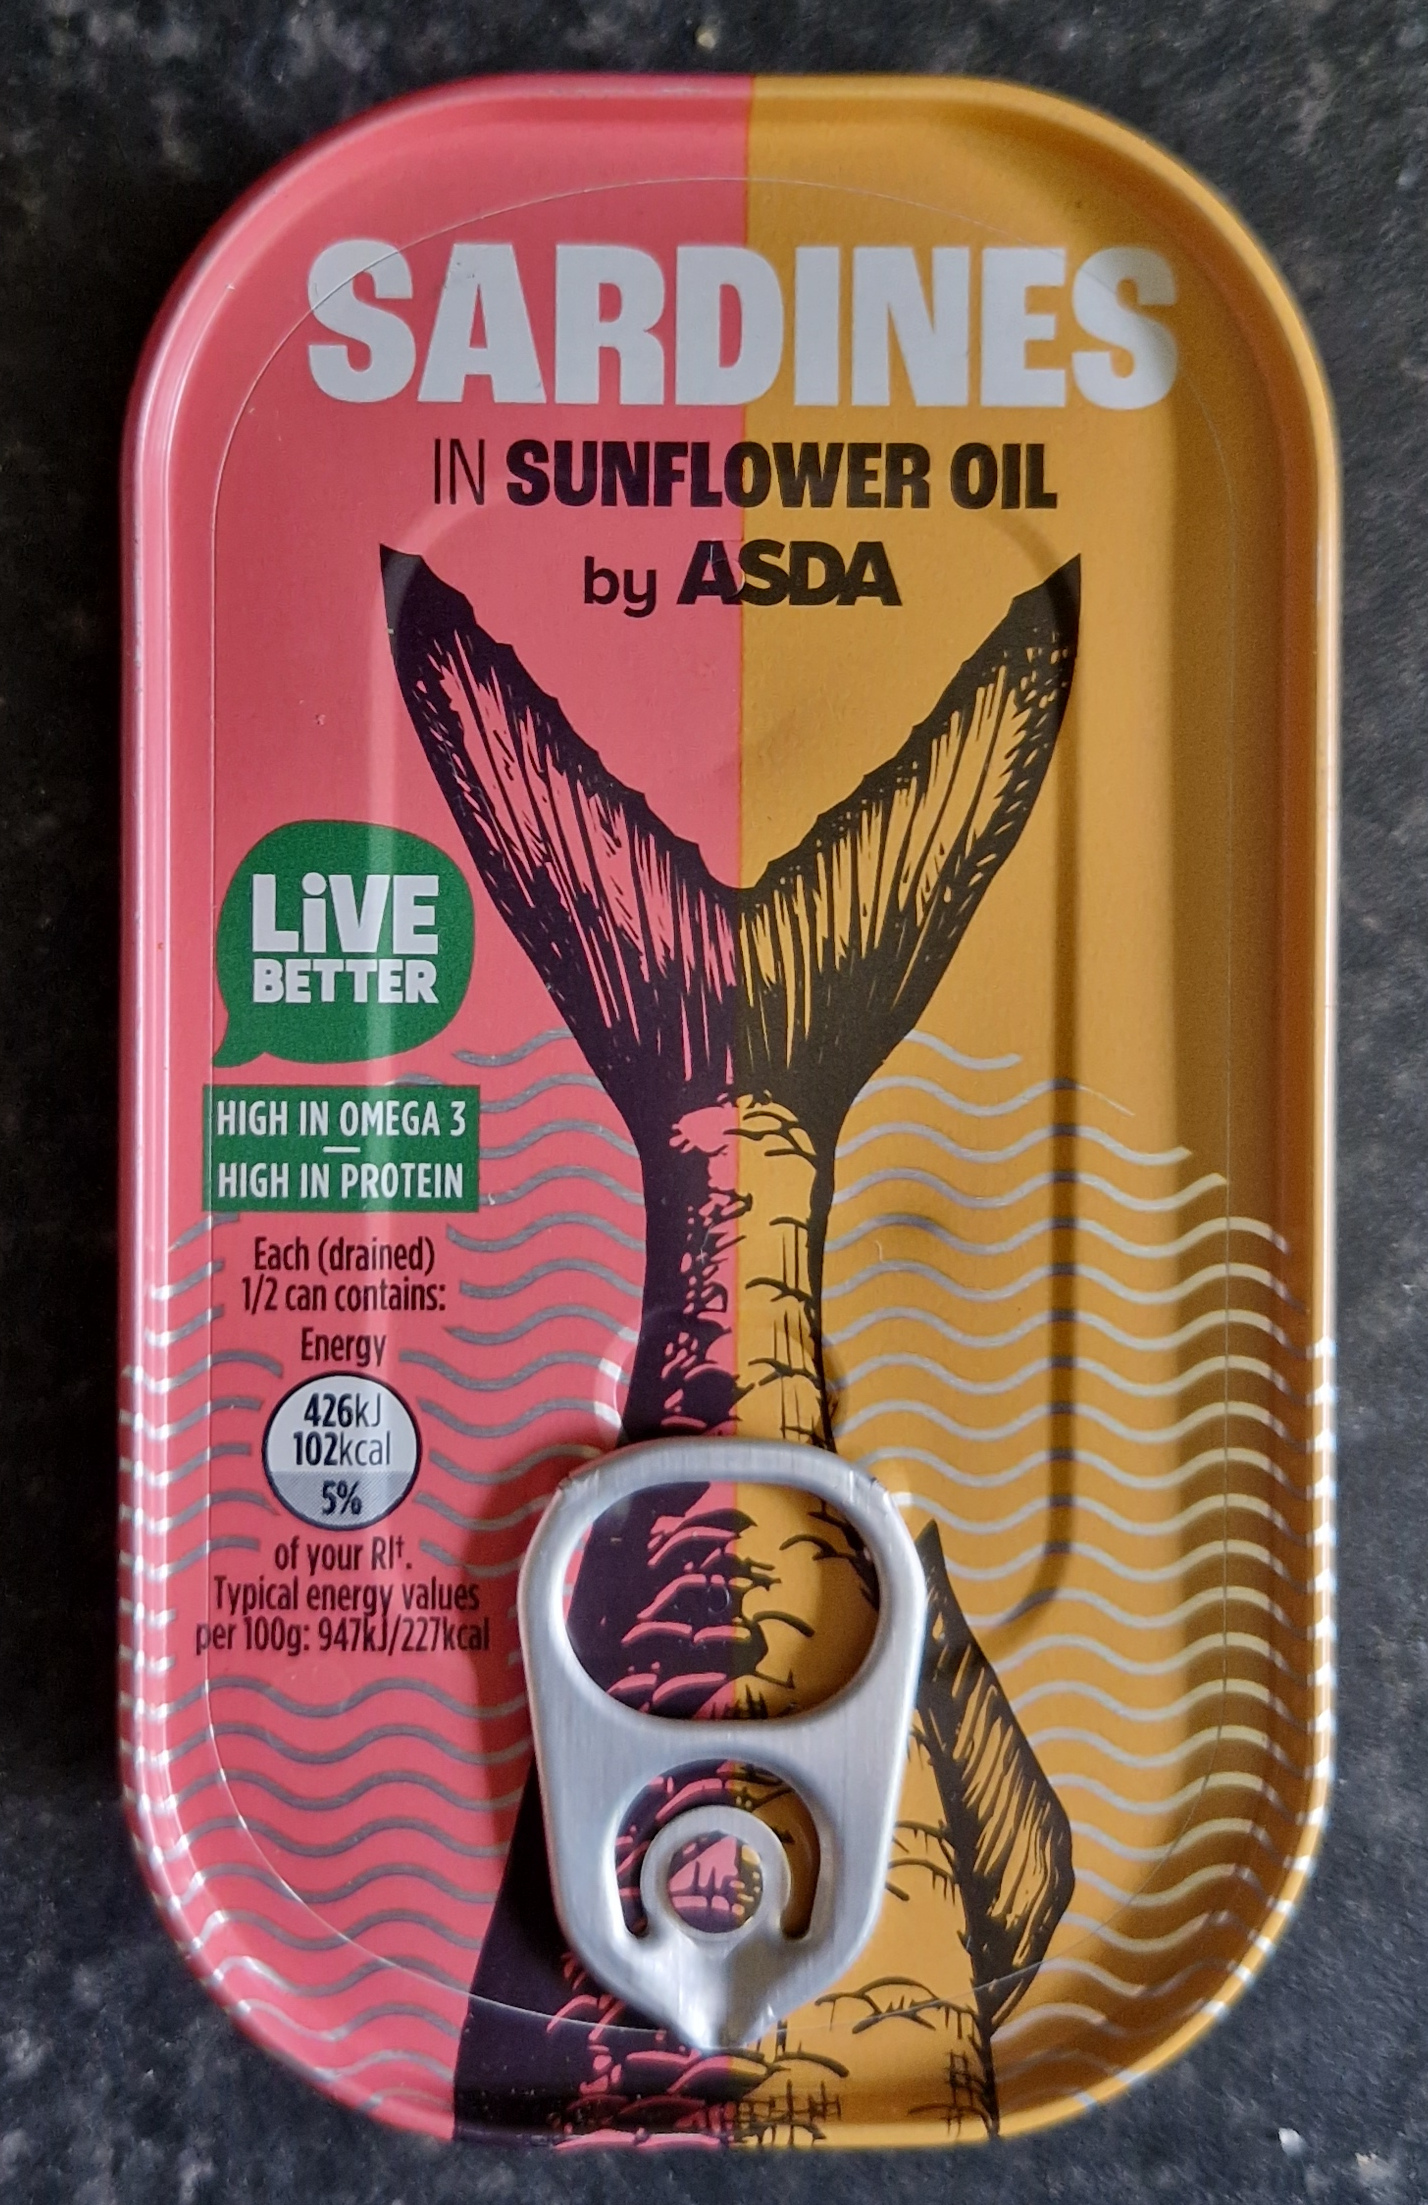 SARDINES
IN SUNFLOWER OIL
by ASDA
LiVE
BETTER
HIGH IN OMEGA 3
HIGH IN PROTEIN
Each (drained)
1/2 can contains:
Energy
426kJ
102kcal
5%
of your RI†.
Typical energy values
per 100g: 947kJ/227kcal